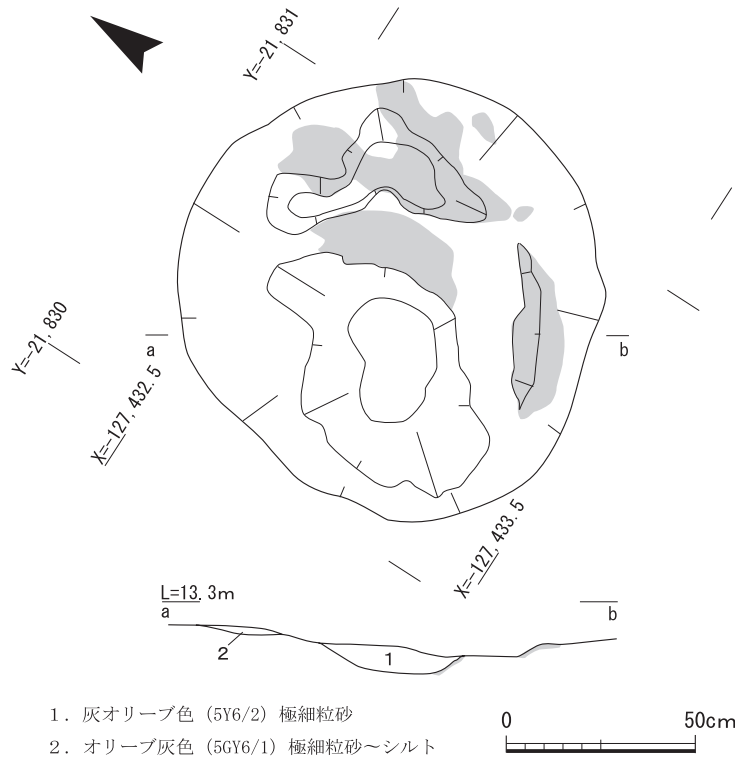 Y=-21,831
Y=-21,830
a
b
X=-127,432.5
X=-127,433.5
L=13.3m
a
b
2
1
1．灰オリーブ色（5Y6/2）極細粒砂
2．オリーブ灰色（5GY6/1）極細粒砂～シルト
0
50cm